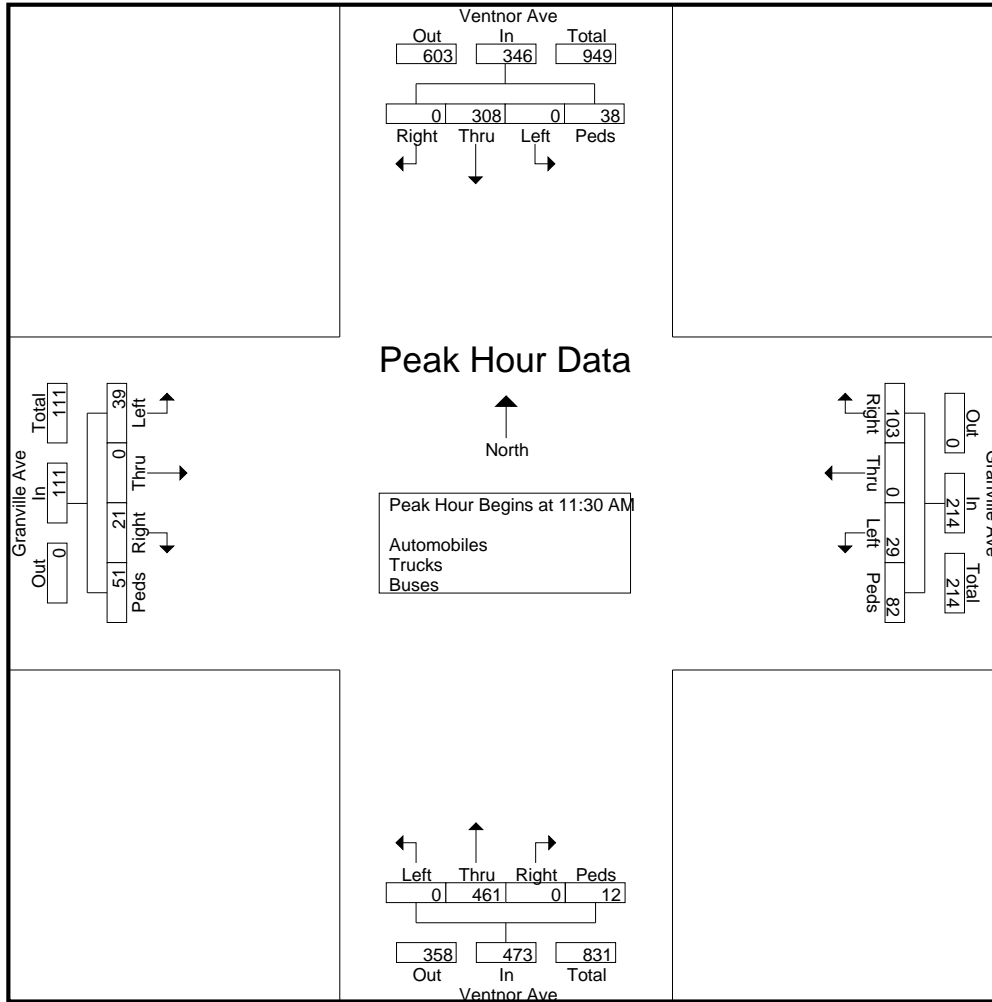 Ventnor Ave
Out In Total
603 346 949
0 308 0 38
Right Thru Left Peds
Peak Hour Data
North
Peak Hour Begins at 11:30 AM
Automobiles
Trucks
Buses
Granville Ave
Out In Total
0 111 111
51 21 0 39
Peds Right Thru Left
Granville Ave
Out In Total
0 214 214
103 0 29 82
Right Thru Left Peds
Left Thru Right Peds
0 461 0 12
358 473 831
Out In Total
Ventnor Ave